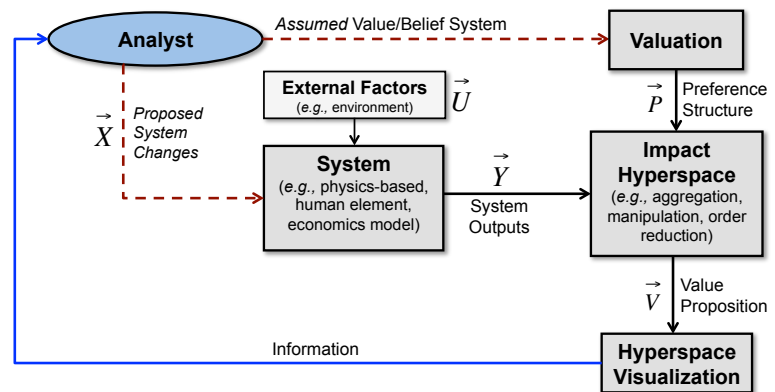 Analyst
Assumed Value/Belief System
Valuation
External Factors
(e.g., environment)
U
P
Preference
Structure
X
Proposed
System
Changes
System
(e.g., physics-based,
human element,
economics model)
Y
System
Outputs
Impact
Hyperspace
(e.g., aggregation,
manipulation, order
reduction)
V
Value
Proposition
Information
Hyperspace
Visualization